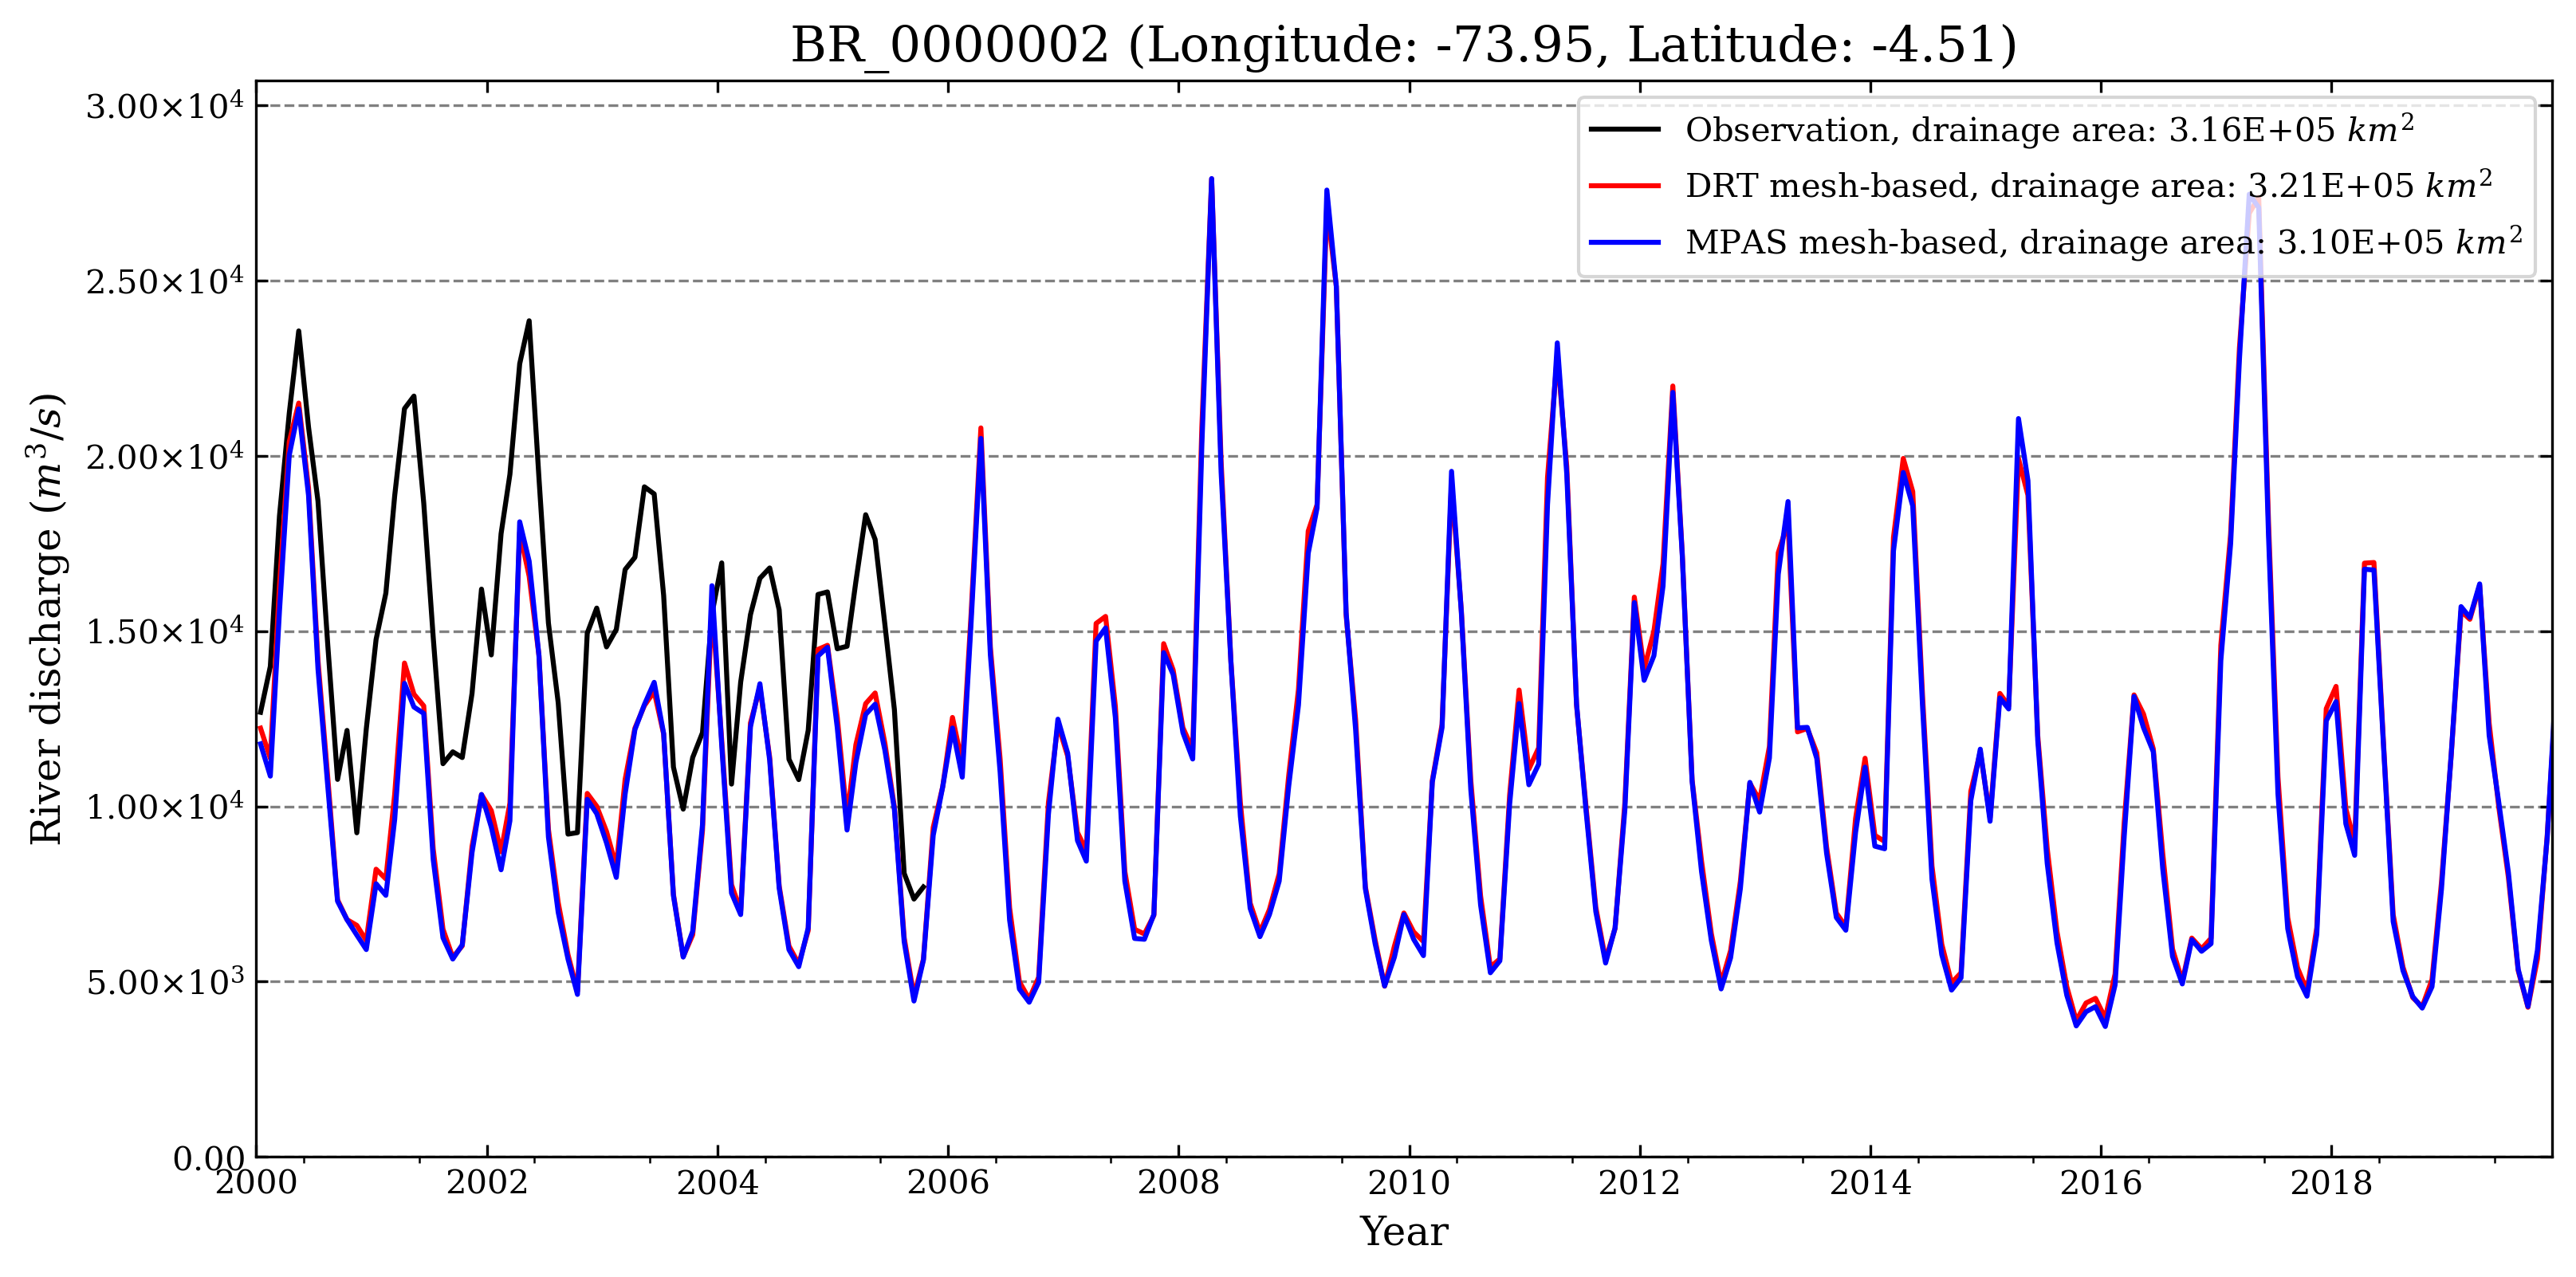 BR_0000002 (Longitude: -73.95, Latitude: -4.51)
3.00×10⁴
2.50×10⁴
2.00×10⁴
1.50×10⁴
1.00×10⁴
5.00×10³
0.00
River discharge (m³/s)
Observation, drainage area: 3.16E+05 km²
DRT mesh-based, drainage area: 3.21E+05 km²
MPAS mesh-based, drainage area: 3.10E+05 km²
2000 2002 2004 2006 2008 2010 2012 2014 2016 2018
Year